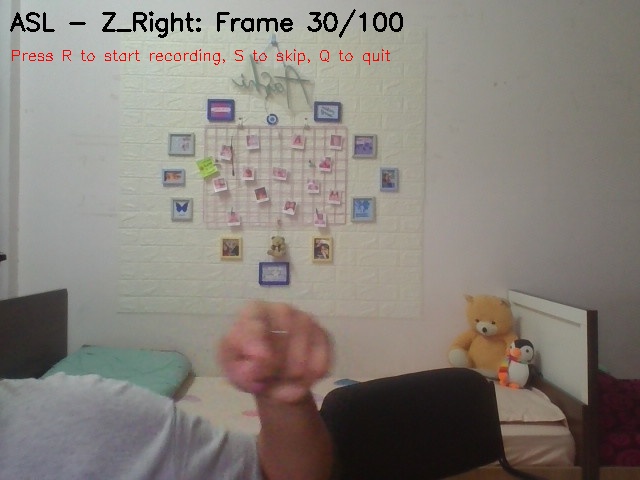 ASL - Z_Right: Frame 30/100
Press R to start recording, S to skip, Q to quit